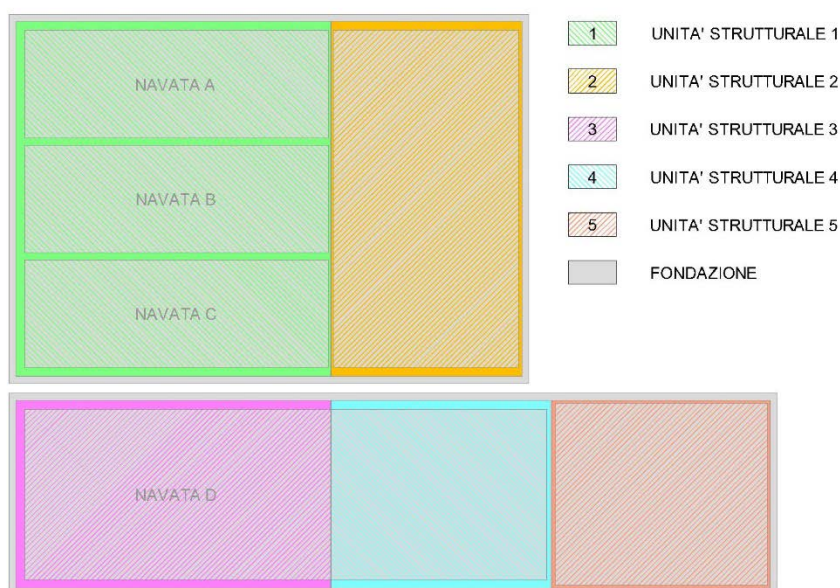 NAVATA A
NAVATA B
NAVATA C
NAVATA D
1 UNITA' STRUTTURALE 1
2 UNITA' STRUTTURALE 2
3 UNITA' STRUTTURALE 3
4 UNITA' STRUTTURALE 4
5 UNITA' STRUTTURALE 5
FONDAZIONE